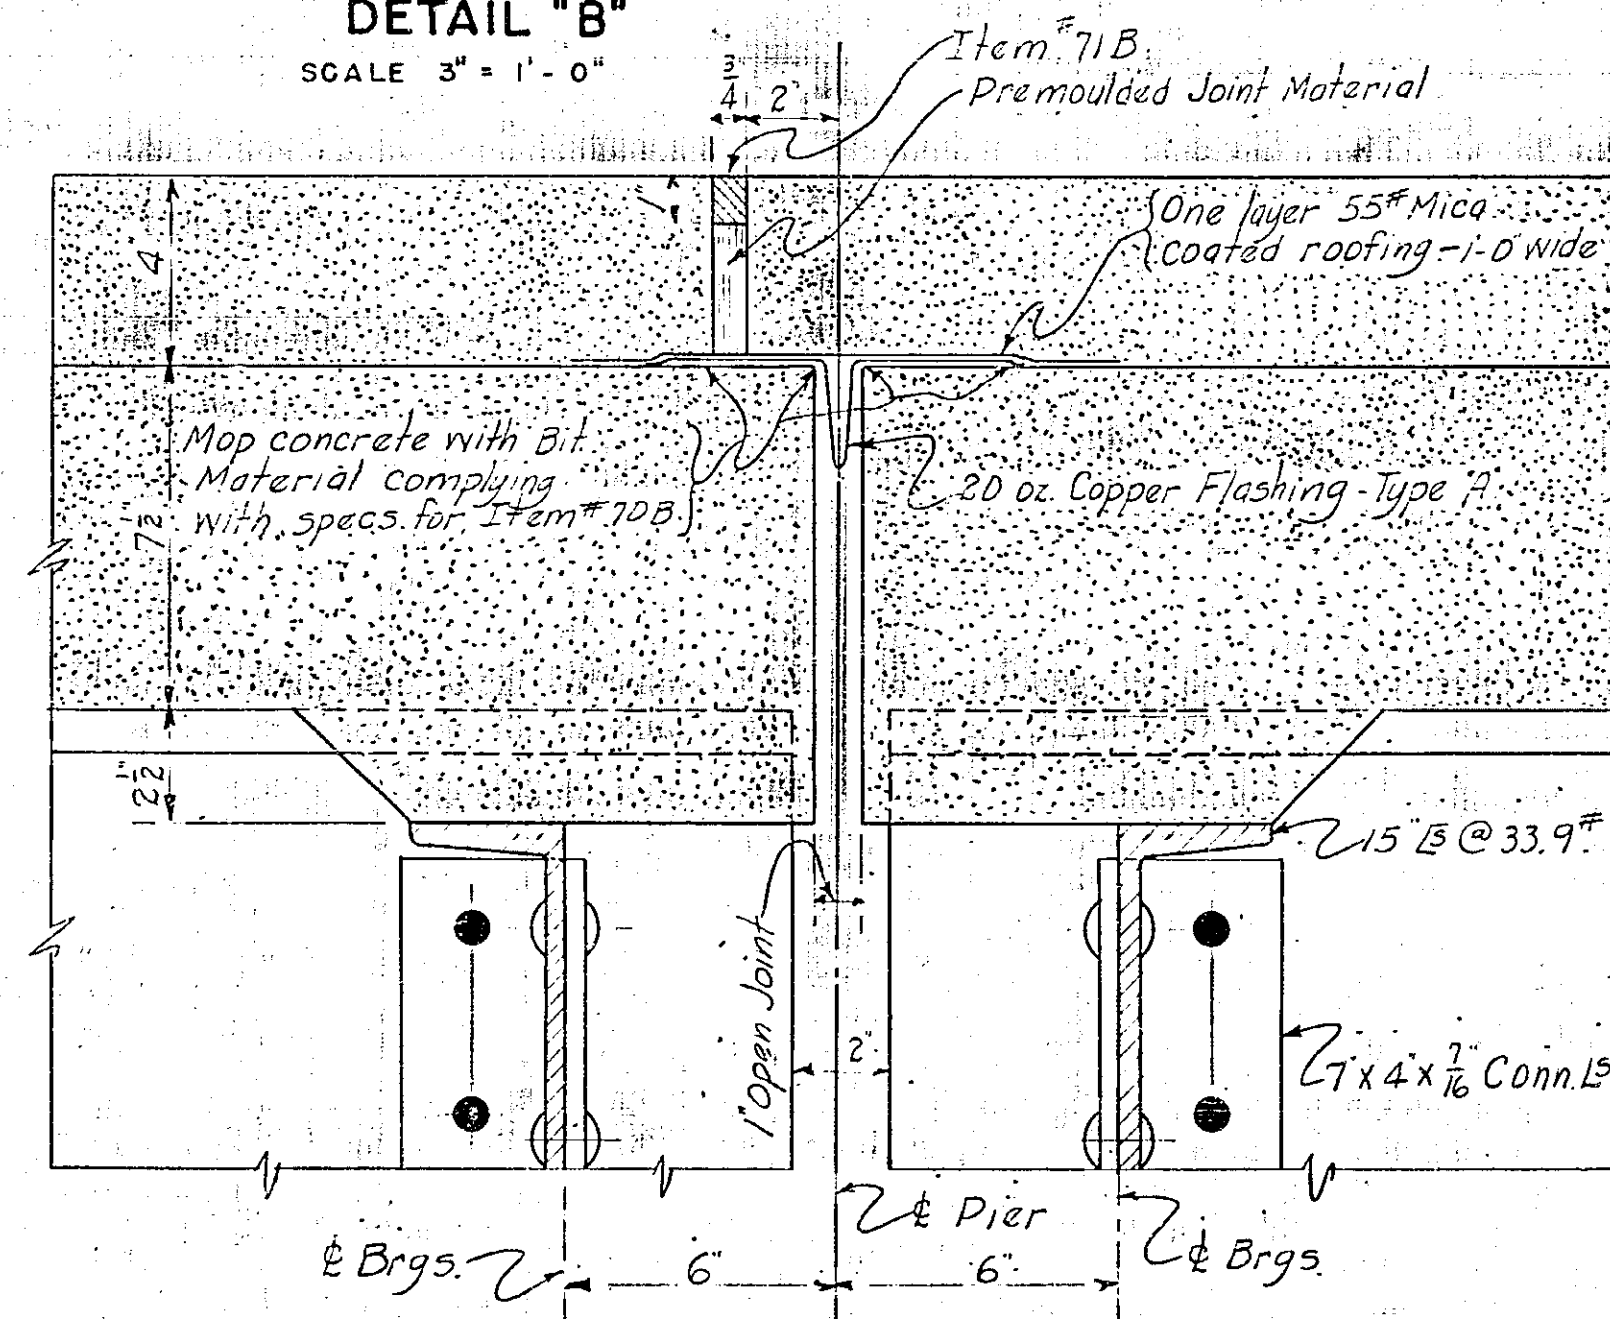 DETAIL "B"
SCALE 3" = 1' - 0"
Item #71B.
Premoulded Joint Material
3/4"
2"
One layer 55# Mica
Coated roofing - 1'-0" wide
4"
Mop concrete with Bit.
Material complying
with specs. for Item #70B.
20 oz. Copper Flashing - Type A
7 1/2"
2 1/2"
15" [s @ 33.9#
1" Open Joint
2"
7" x 4" x 7/16" Conn. Ls
℄ Pier
℄ Brgs.
6"
6"
℄ Brgs.